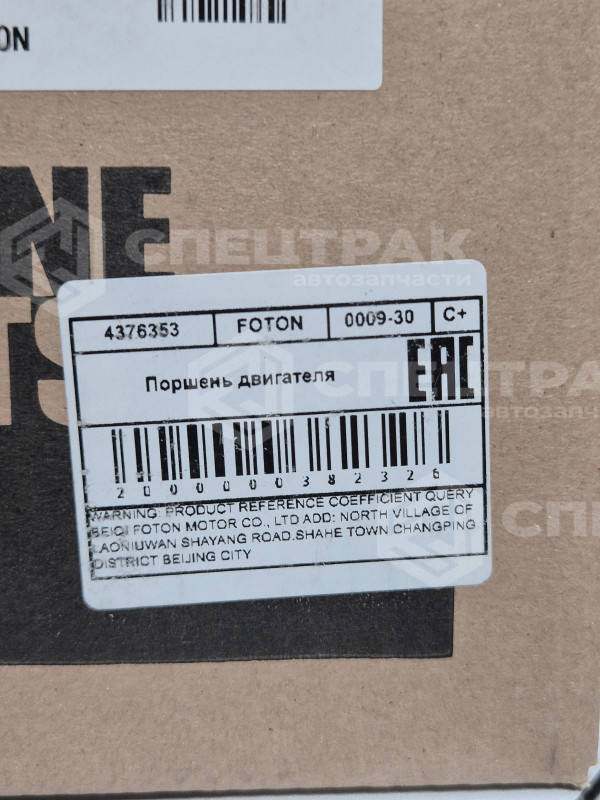 ON
NE
TS
4376353 FOTON 0009-30 C+
Поршень двигателя EAC
2000000382326
WARNING: PRODUCT REFERENCE COEFFICIENT QUERY
BEIQI FOTON MOTOR CO., LTD ADD: NORTH VILLAGE OF
LAONIUWAN SHAYANG ROAD.SHAHE TOWN CHANGPING
DISTRICT BEIJING CITY
СПЕЦТРАК
автозапчасти
СПЕЦТРАК
автозапчасти
СПЕЦ